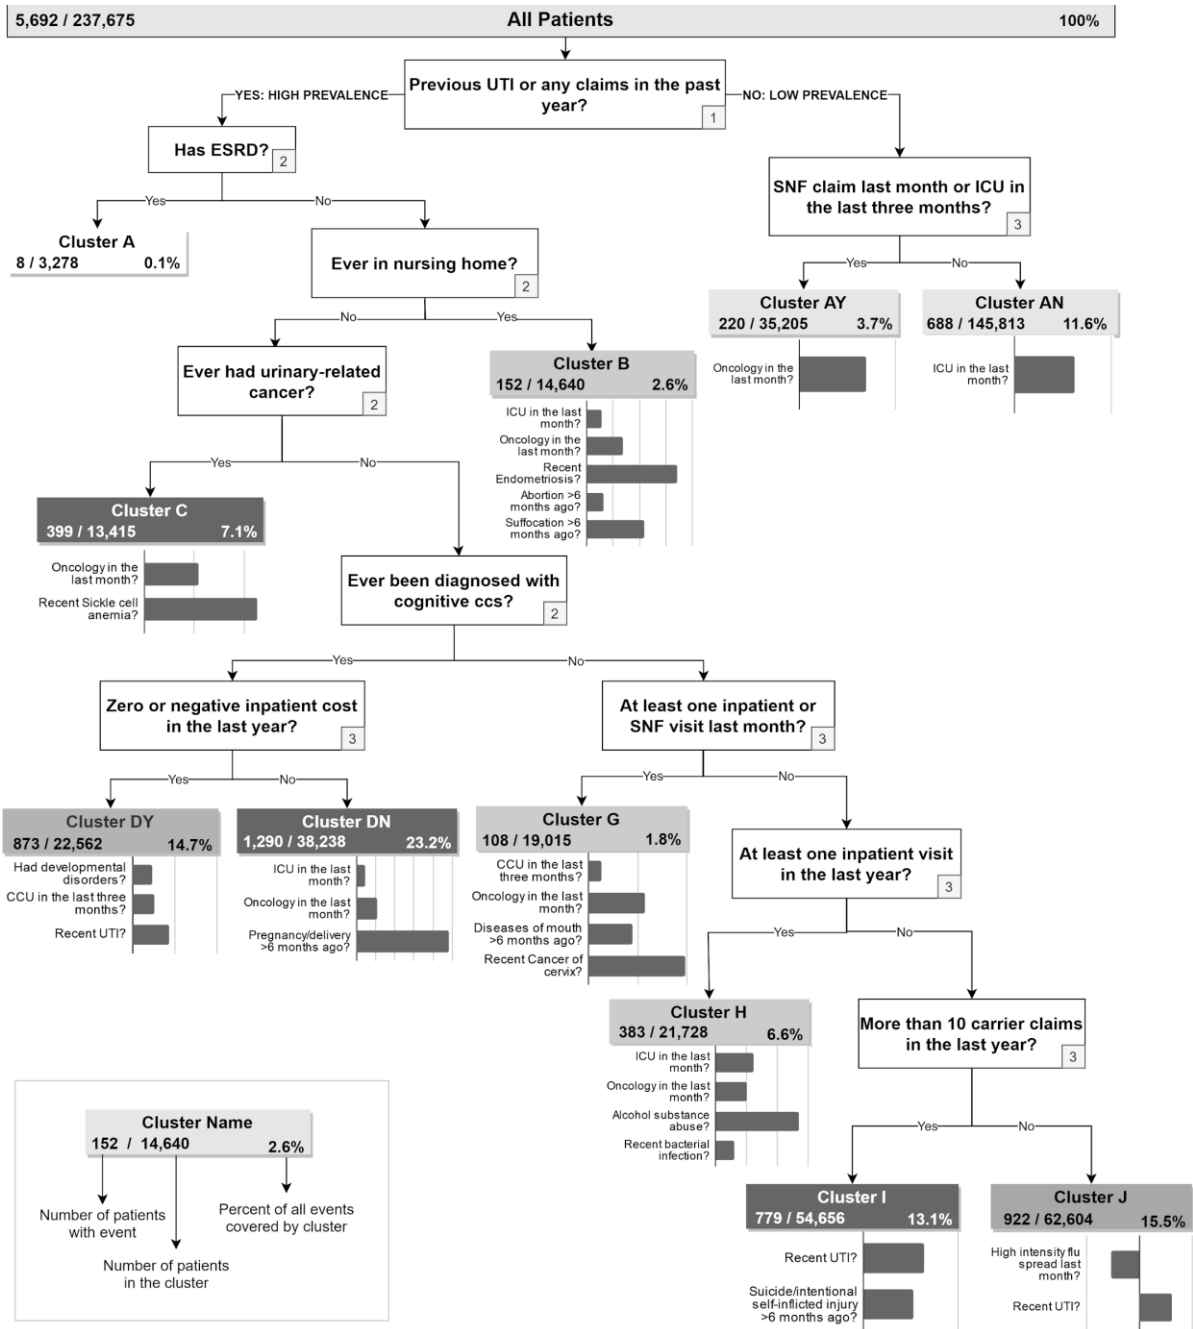 5,692 / 237,675 All Patients 100%
Previous UTI or any claims in the past
year?
1
YES: HIGH PREVALENCE
NO: LOW PREVALENCE
Has ESRD?
2
SNF claim last month or ICU in
the last three months?
3
Yes
No
Cluster A
8 / 3,278 0.1%
Ever in nursing home?
2
Yes
No
Cluster AY
220 / 35,205 3.7%
Oncology in the
last month?
Cluster AN
688 / 145,813 11.6%
ICU in the last
month?
No
Yes
Ever had urinary-related
cancer?
2
Cluster B
152 / 14,640 2.6%
ICU in the last
month?
Oncology in the
last month?
Recent
Endometriosis?
Abortion >6
months ago?
Suffocation >6
months ago?
Yes
No
Cluster C
399 / 13,415 7.1%
Oncology in the
last month?
Recent Sickle cell
anemia?
Ever been diagnosed with
cognitive ccs?
2
Yes
No
Zero or negative inpatient cost
in the last year?
3
At least one inpatient or
SNF visit last month?
3
Yes
No
Yes
No
Cluster DY
873 / 22,562 14.7%
Had developmental
disorders?
CCU in the last three
months?
Recent UTI?
Cluster DN
1,290 / 38,238 23.2%
ICU in the last
month?
Oncology in the last
month?
Pregnancy/delivery
>6 months ago?
Cluster G
108 / 19,015 1.8%
CCU in the last
three months?
Oncology in the last
month?
Diseases of mouth
>6 months ago?
Recent Cancer of
cervix?
At least one inpatient visit
in the last year?
3
Yes
No
Cluster H
383 / 21,728 6.6%
ICU in the last
month?
Oncology in the last
month?
Alcohol substance
abuse?
Recent bacterial
infection?
More than 10 carrier claims
in the last year?
3
Yes
No
Cluster I
779 / 54,656 13.1%
Recent UTI?
Suicide/intentional
self-inflicted injury
>6 months ago?
Cluster J
922 / 62,604 15.5%
High intensity flu
spread last
month?
Recent UTI?
Cluster Name
152 / 14,640 2.6%
Number of patients
with event
Percent of all events
covered by cluster
Number of patients
in the cluster